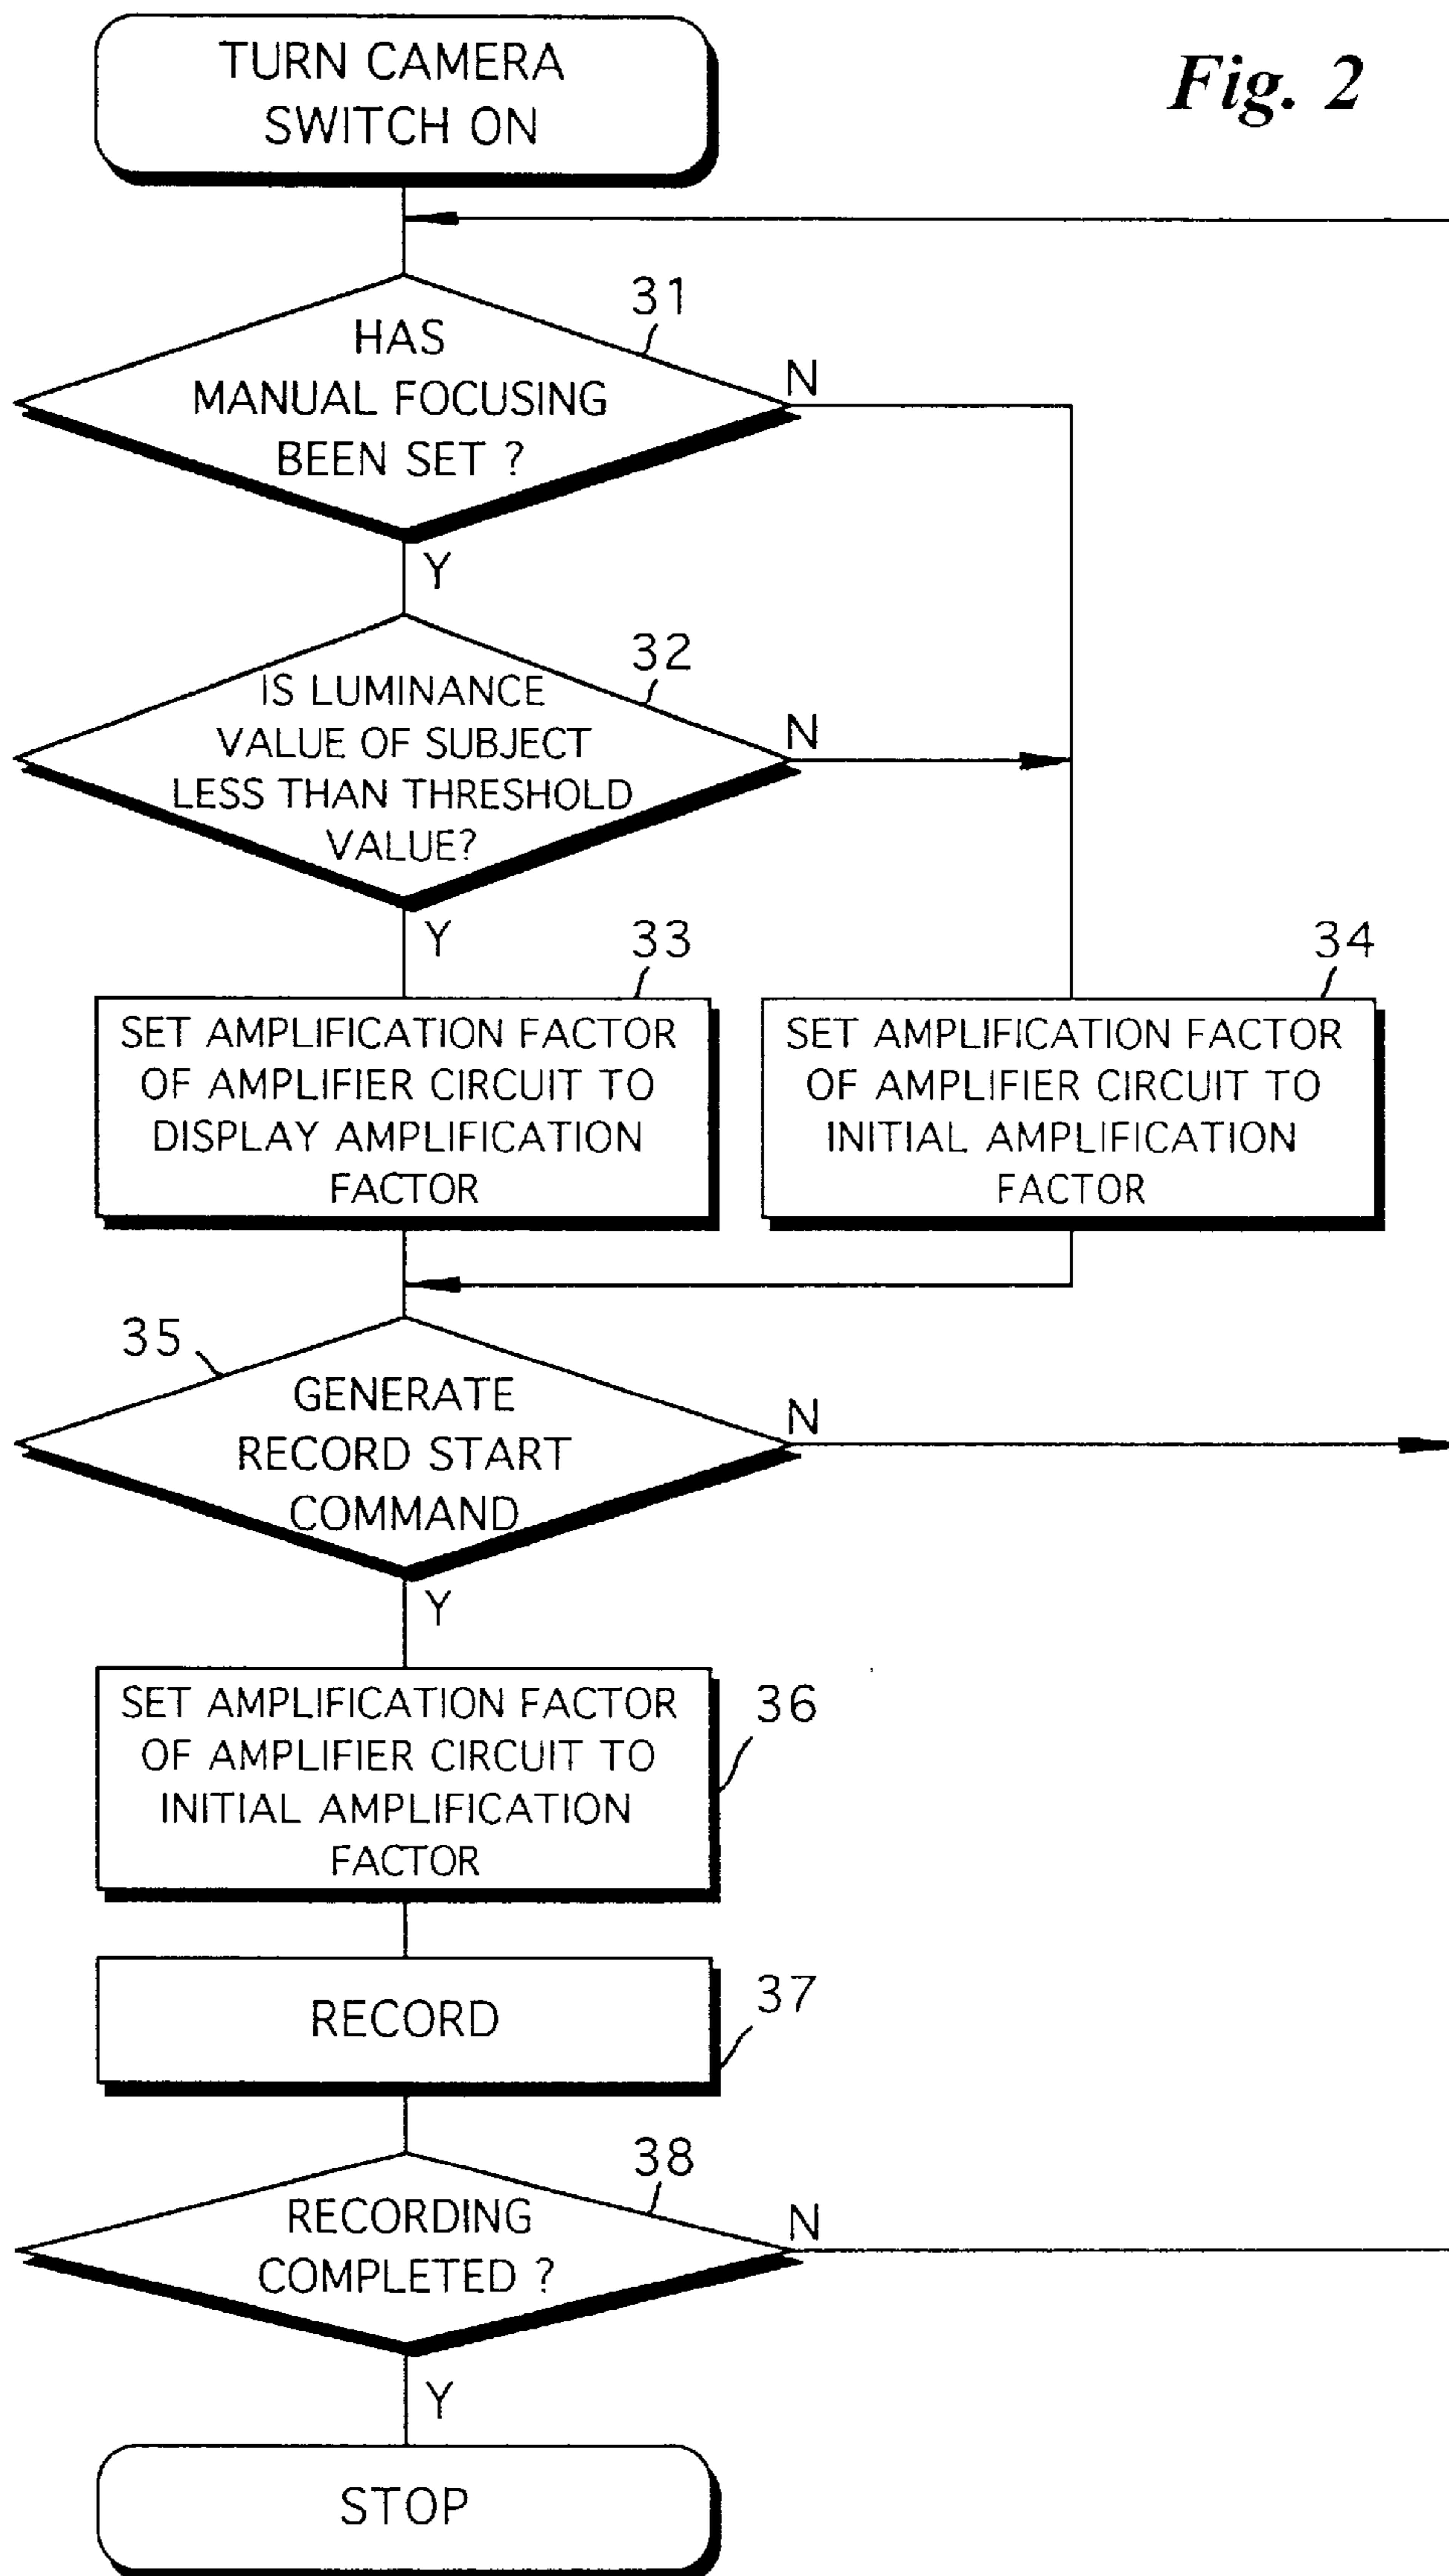 TURN CAMERA
SWITCH ON
Fig. 2
31
HAS
MANUAL FOCUSING
BEEN SET ?
N
Y
32
IS LUMINANCE
VALUE OF SUBJECT
LESS THAN THRESHOLD
VALUE?
N
Y
33
SET AMPLIFICATION FACTOR
OF AMPLIFIER CIRCUIT TO
DISPLAY AMPLIFICATION
FACTOR
34
SET AMPLIFICATION FACTOR
OF AMPLIFIER CIRCUIT TO
INITIAL AMPLIFICATION
FACTOR
35
GENERATE
RECORD START
COMMAND
N
Y
SET AMPLIFICATION FACTOR
OF AMPLIFIER CIRCUIT TO
INITIAL AMPLIFICATION
FACTOR
36
RECORD
37
38
RECORDING
COMPLETED ?
N
Y
STOP